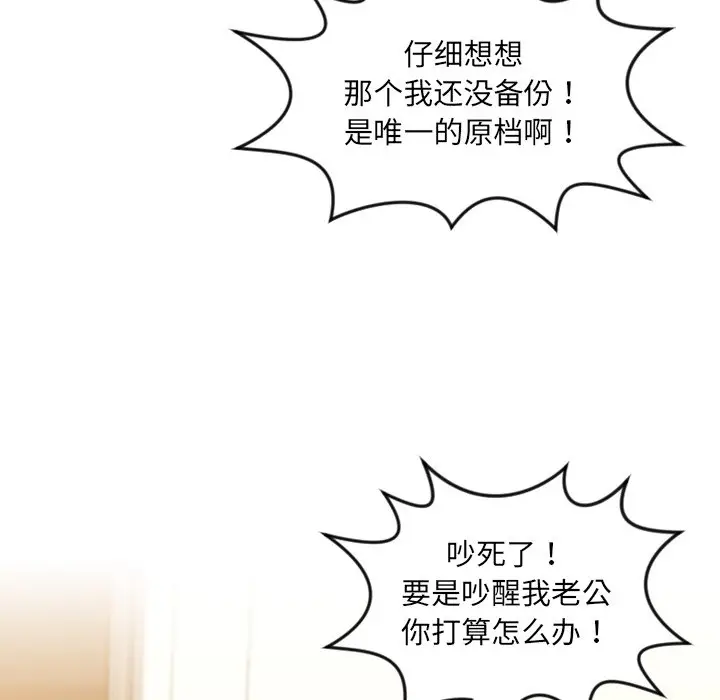 仔细想想
那个我还没备份！
是唯一的原档啊！
吵死了！
要是吵醒我老公
你打算怎么办！